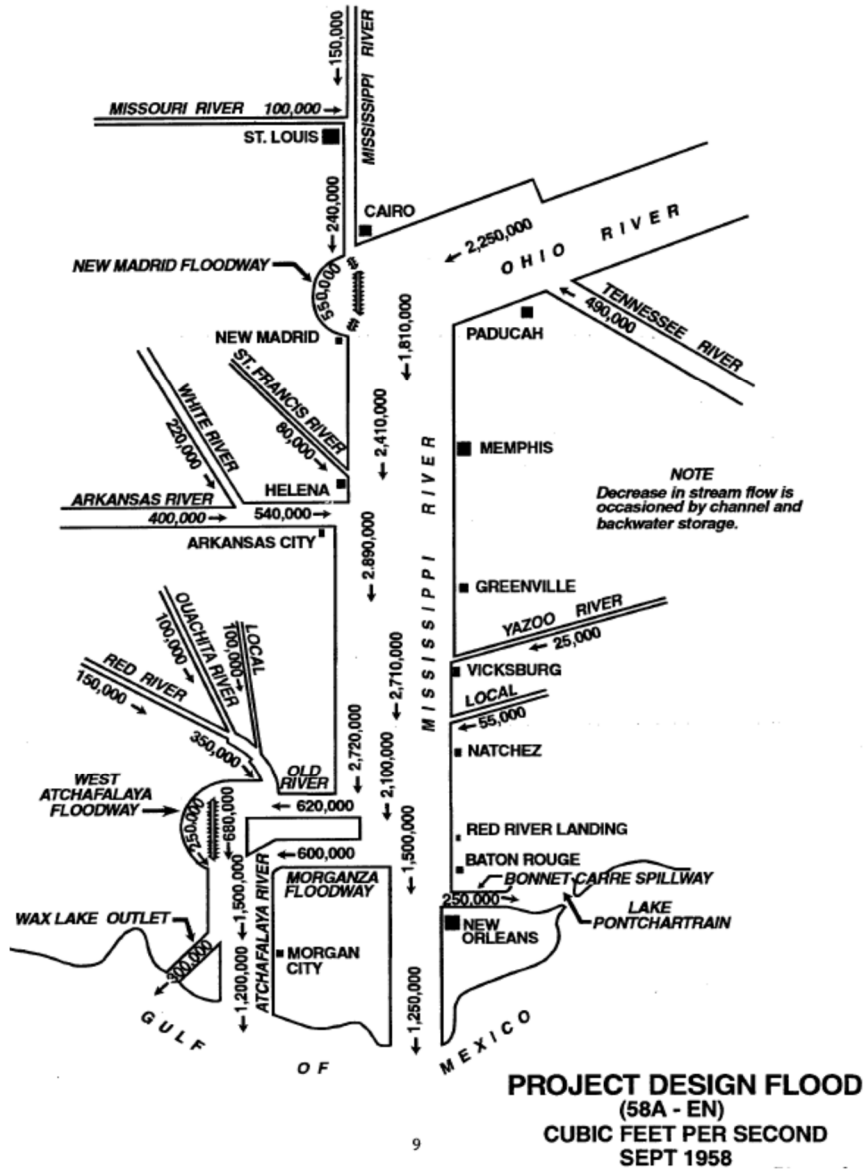 150,000
MISSISSIPPI RIVER
MISSOURI RIVER 100,000
ST. LOUIS
240,000
CAIRO
2,250,000
OHIO RIVER
NEW MADRID FLOODWAY
550,000
TENNESSEE RIVER
490,000
PADUCAH
1,810,000
NEW MADRID
ST. FRANCIS RIVER
80,000
WHITE RIVER
220,000
2,410,000
MEMPHIS
MISSISSIPPI RIVER
HELENA
NOTE
Decrease in stream flow is
occasioned by channel and
backwater storage.
ARKANSAS RIVER
400,000
540,000
ARKANSAS CITY
2.890,000
GREENVILLE
YAZOO RIVER
25,000
OUACHITA RIVER
100,000
LOCAL
100,000
RED RIVER
150,000
350,000
2,710,000
VICKSBURG
LOCAL
55,000
NATCHEZ
2,720,000
2,100,000
OLD
RIVER
620,000
WEST
ATCHAFALAYA
FLOODWAY
250,000
680,000
RED RIVER LANDING
600,000
1,500,000
BATON ROUGE
BONNET CARRE SPILLWAY
250,000
MORGANZA
FLOODWAY
1,500,000
ATCHAFALAYA RIVER
LAKE
PONTCHARTRAIN
NEW
ORLEANS
WAX LAKE OUTLET
300,000
MORGAN
CITY
1,200,000
1,250,000
GULF
OF
MEXICO
PROJECT DESIGN FLOOD
(58A - EN)
CUBIC FEET PER SECOND
SEPT 1958
9